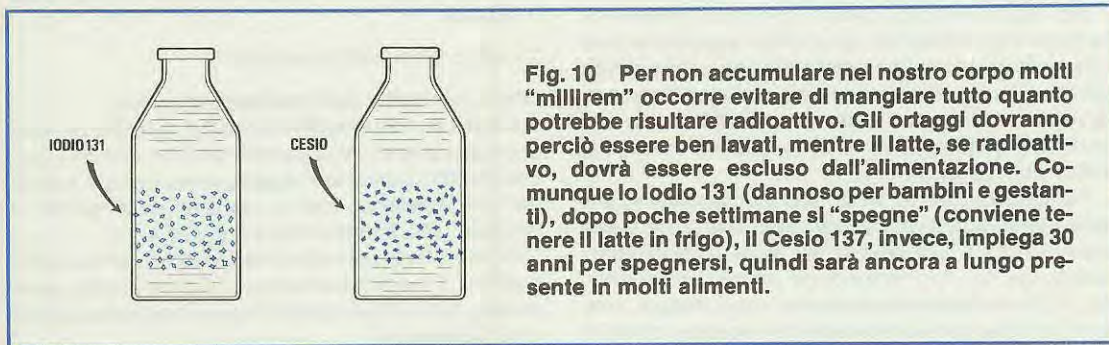 IODIO 131
CESIO
Fig. 10 Per non accumulare nel nostro corpo molti
"millirem" occorre evitare di mangiare tutto quanto
potrebbe risultare radioattivo. Gli ortaggi dovranno
perciò essere ben lavati, mentre il latte, se radioatti-
vo, dovrà essere escluso dall'alimentazione. Co-
munque lo Iodio 131 (dannoso per bambini e gestan-
ti), dopo poche settimane si "spegne" (conviene te-
nere il latte in frigo), il Cesio 137, invece, impiega 30
anni per spegnersi, quindi sarà ancora a lungo pre-
sente in molti alimenti.